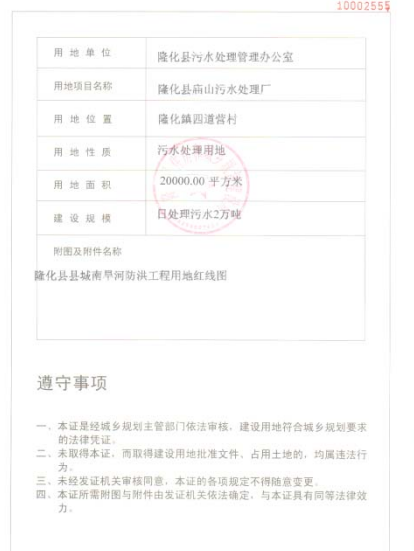 10002555
用地单位 隆化县污水处理管理办公室
用地项目名称 隆化县庙山污水处理厂
用地位置 隆化鎮四道营村
用地性质 污水处理用地
用地面积 20000.00 平方米
建设规模 日处理污水2万吨
附图及附件名称
隆化县县城南旱河防洪工程用地红线图
遵守事项
一、本证是经城乡规划主管部门依法审核，建设用地符合城乡规划要求
的法律凭证。
二、未取得本证，而取得建设用地批准文件、占用土地的，均属违法行
为。
三、未经发证机关审核同意，本证的各项规定不得随意变更。
四、本证所需附图与附件由发证机关依法确定，与本证具有同等法律效
力。